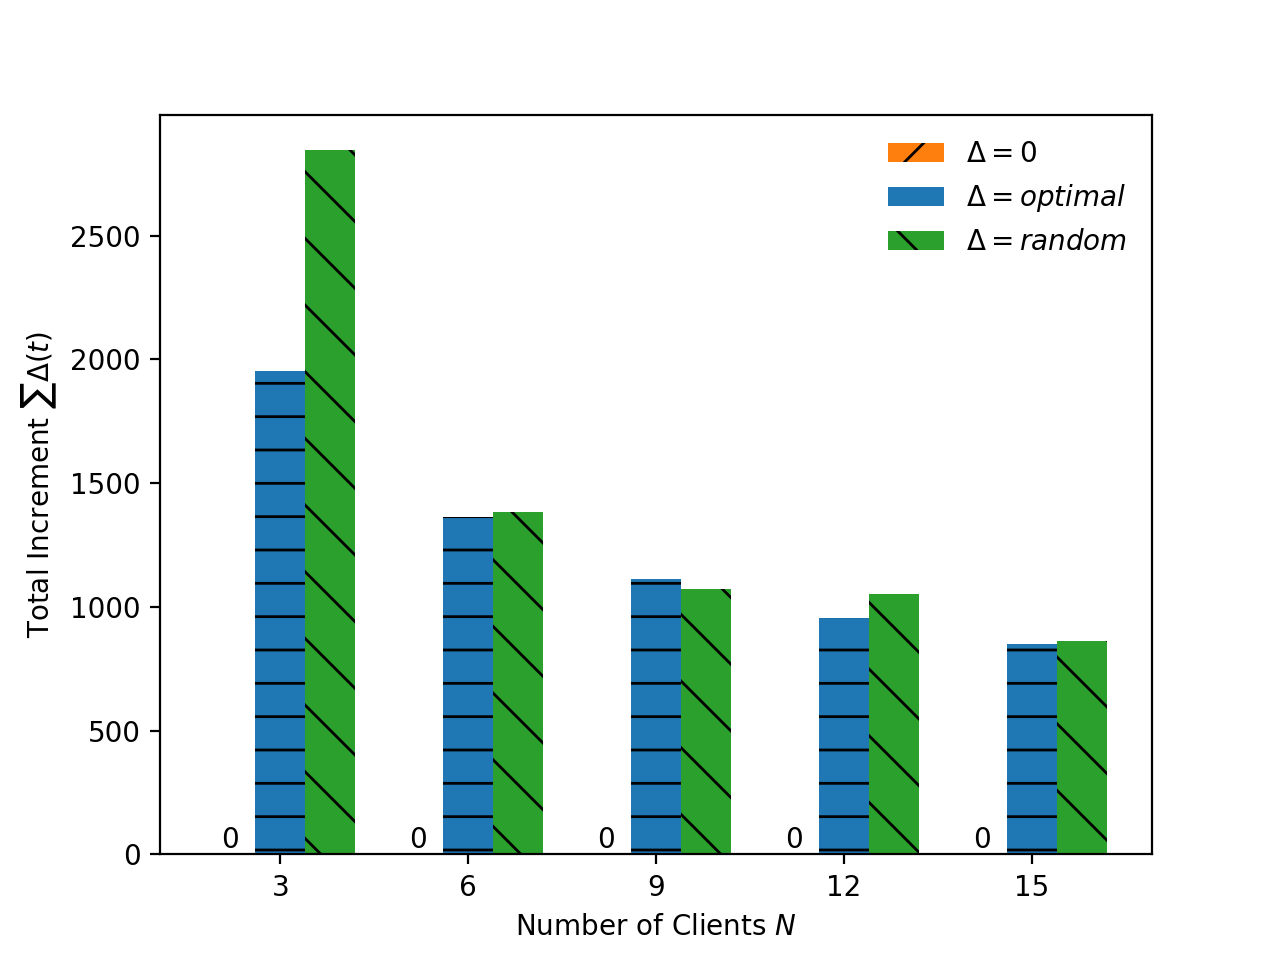 Δ = 0
Δ = optimal
Δ = random
2500
2000
1500
1000
500
0
Total Increment ∑Δ(t)
0 0 0 0 0
3 6 9 12 15
Number of Clients N